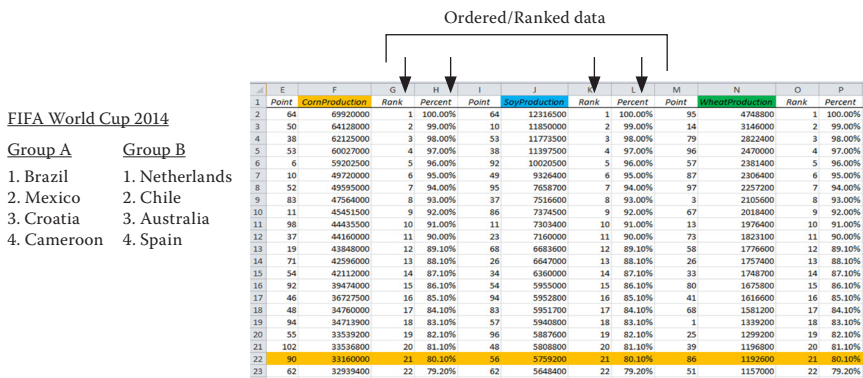 Ordered/Ranked data
FIFA World Cup 2014
Group A Group B
1. Brazil 1. Netherlands
2. Mexico 2. Chile
3. Croatia 3. Australia
4. Cameroon 4. Spain
E F G H I J K L M N O P
1 Point CornProduction Rank Percent Point SoyProduction Rank Percent Point WheatProduction Rank Percent
2 64 69920000 1 100.00% 64 12316500 1 100.00% 95 4748800 1 100.00%
3 50 64128000 2 99.00% 10 11850000 2 99.00% 14 3146000 2 99.00%
4 38 62125000 3 98.00% 53 11773500 3 98.00% 79 2822400 3 98.00%
5 53 60027000 4 97.00% 38 11397500 4 97.00% 96 2470000 4 97.00%
6 6 59202500 5 96.00% 92 10020500 5 96.00% 57 2381400 5 96.00%
7 10 49720000 6 95.00% 49 9326400 6 95.00% 87 2306400 6 95.00%
8 52 49595000 7 94.00% 95 7658700 7 94.00% 97 2257200 7 94.00%
9 83 47564000 8 93.00% 37 7516600 8 93.00% 3 2105600 8 93.00%
10 11 45451500 9 92.00% 86 7374500 9 92.00% 67 2018400 9 92.00%
11 98 44435500 10 91.00% 11 7303400 10 91.00% 13 1976400 10 91.00%
12 37 44160000 11 90.00% 23 7160000 11 90.00% 73 1823100 11 90.00%
13 19 43848000 12 89.10% 68 6683600 12 89.10% 58 1776600 12 89.10%
14 71 42596000 13 88.10% 26 6647000 13 88.10% 26 1757400 13 88.10%
15 54 42112000 14 87.10% 34 6360000 14 87.10% 33 1748700 14 87.10%
16 92 39474000 15 86.10% 54 5955000 15 86.10% 80 1675800 15 86.10%
17 46 36727500 16 85.10% 94 5952800 16 85.10% 41 1616600 16 85.10%
18 48 34760000 17 84.10% 83 5951700 17 84.10% 68 1581200 17 84.10%
19 94 34713900 18 83.10% 57 5940800 18 83.10% 1 1339200 18 83.10%
20 55 33539200 19 82.10% 96 5887600 19 82.10% 25 1299200 19 82.10%
21 102 33536800 20 81.10% 48 5808800 20 81.10% 39 1196800 20 81.10%
22 90 33160000 21 80.10% 56 5759200 21 80.10% 86 1192600 21 80.10%
23 62 32939400 22 79.20% 62 5648400 22 79.20% 51 1157000 22 79.20%